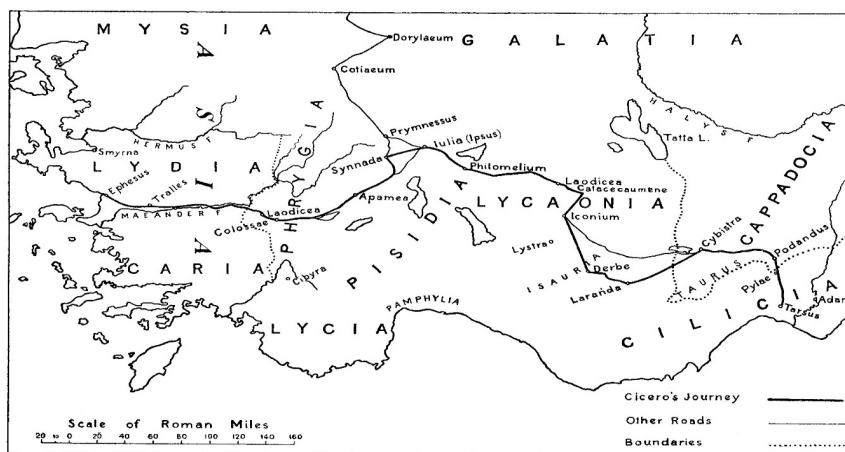 MYSIA
Dorylaeum
GALATIA
ASIA
Cotiaeum
HALYS F
Prymnessus
Tatta L.
HERMUS F
Iulia (Ipsus)
Smyrna
Synnada
LYDIA
PHRYGIA
Philomelium
CAPPADOCIA
Ephesus
Tralles
Laodicea
Catacecaumene
Apamea
LYCAONIA
MAEANDER F
Laodicea
Iconium
Colossae
Lystra
Cybistra
Podandus
PISIDIA
CARIA
Cibyra
ISAURIA
Derbe
TAURUS
Pylae
Laranda
PAMPHYLIA
LYCIA
CILICIA
Adan
Tarsus
Cicero's Journey
Scale of Roman Miles
Other Roads
20 10 0 20 40 60 80 100 120 140 160
Boundaries